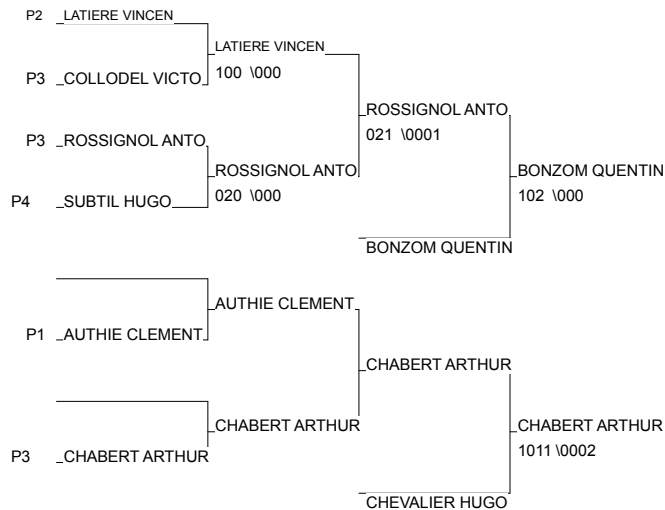 P2 LATIERE VINCEN
LATIERE VINCEN
100 \000
P3 COLLODEL VICTO
ROSSIGNOL ANTO
021 \0001
P3 ROSSIGNOL ANTO
ROSSIGNOL ANTO
020 \000
BONZOM QUENTIN
102 \000
P4 SUBTIL HUGO
BONZOM QUENTIN
AUTHIE CLEMENT
P1 AUTHIE CLEMENT
CHABERT ARTHUR
CHABERT ARTHUR
CHABERT ARTHUR
1011 \0002
P3 CHABERT ARTHUR
CHEVALIER HUGO